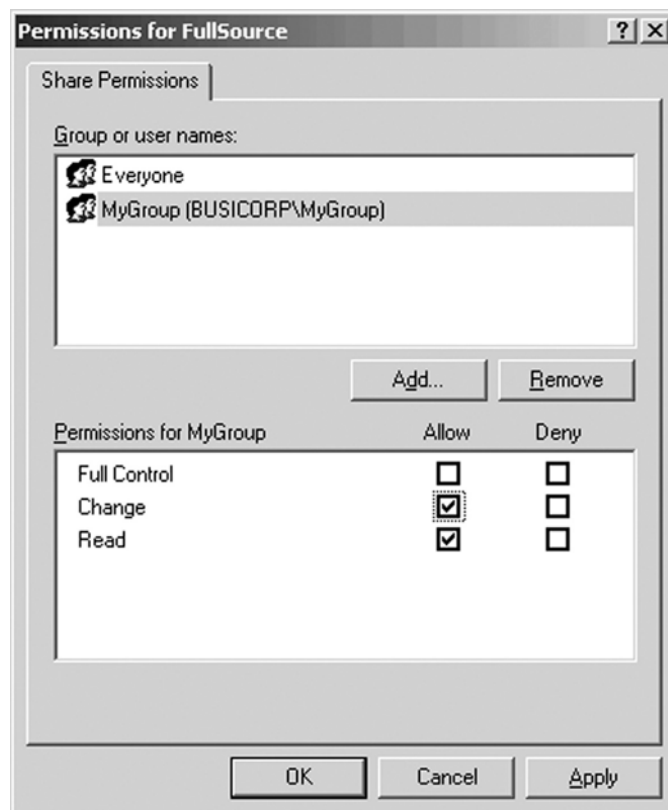 Permissions for FullSource
Share Permissions
Group or user names:
Everyone
MyGroup (BUSICORP\MyGroup)
Add... Remove
Permissions for MyGroup Allow Deny
Full Control
Change
Read
OK Cancel Apply